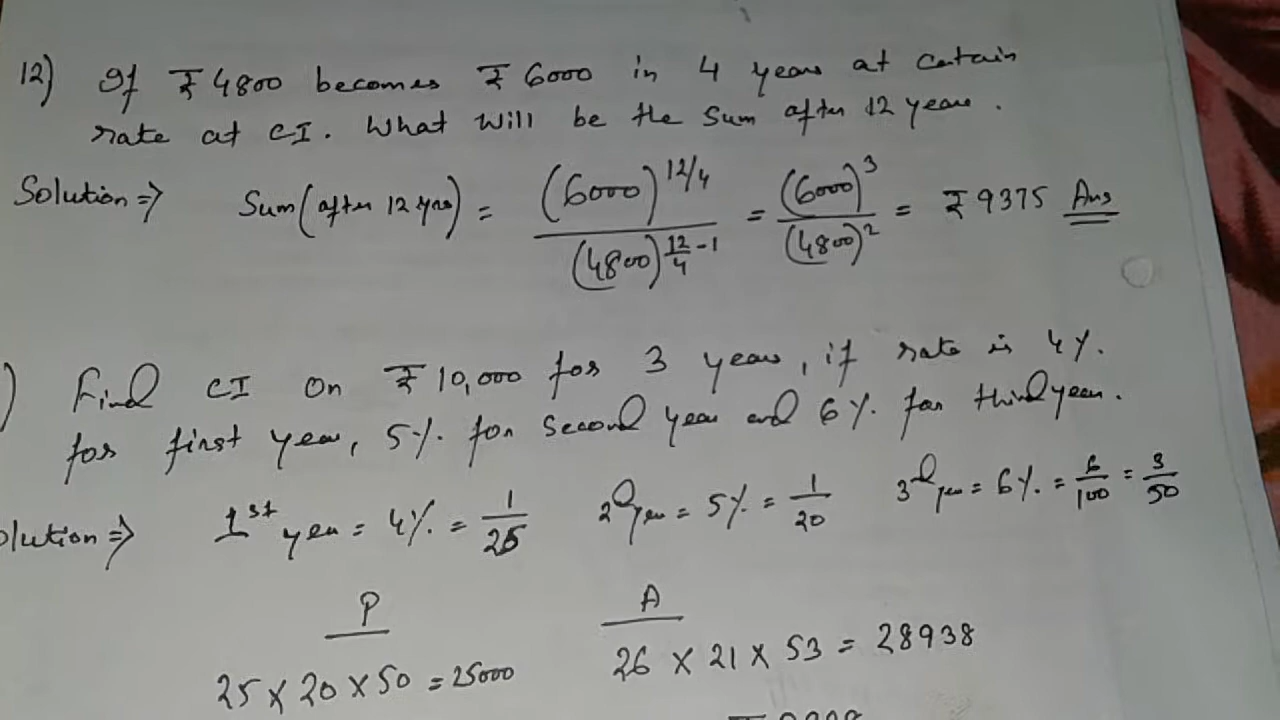 12) If ₹ 4800 becomes ₹ 6000 in 4 years at certain
rate at CI. What will be the sum after 12 years.
Solution ⇒ Sum (after 12 yrs) = (6000)^12/4 / (4800)^(12/4 - 1) = (6000)^3 / (4800)^2 = ₹ 9375 Ans
) Find CI on ₹ 10,000 for 3 years, if rate is 4%.
for first year, 5% for second year and 6% for third year.
olution ⇒ 1st year = 4% = 1/25 2nd year = 5% = 1/20 3rd year = 6% = 6/100 = 3/50
P A
25 × 20 × 50 = 25000 26 × 21 × 53 = 28938